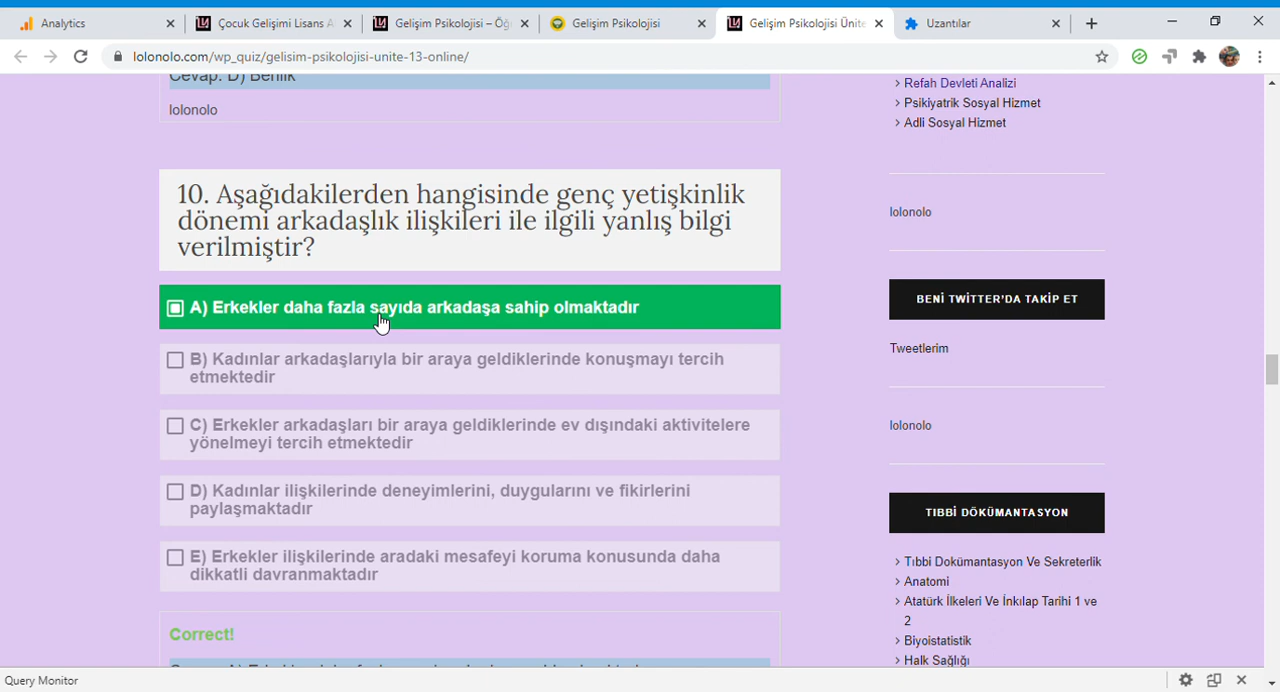 Analytics
Çocuk Gelişimi Lisans A
Gelişim Psikolojisi – Öğ
Gelişim Psikolojisi
Gelişim Psikolojisi Ünite
Uzantılar
lolonolo.com/wp_quiz/gelisim-psikolojisi-unite-13-online/
Cevap: D) Benlik
lolonolo
10. Aşağıdakilerden hangisinde genç yetişkinlik
dönemi arkadaşlık ilişkileri ile ilgili yanlış bilgi
verilmiştir?
A) Erkekler daha fazla sayıda arkadaşa sahip olmaktadır
B) Kadınlar arkadaşlarıyla bir araya geldiklerinde konuşmayı tercih
etmektedir
C) Erkekler arkadaşları bir araya geldiklerinde ev dışındaki aktivitelere
yönelmeyi tercih etmektedir
D) Kadınlar ilişkilerinde deneyimlerini, duygularını ve fikirlerini
paylaşmaktadır
E) Erkekler ilişkilerinde aradaki mesafeyi koruma konusunda daha
dikkatli davranmaktadır
Correct!
> Refah Devleti Analizi
> Psikiyatrik Sosyal Hizmet
> Adli Sosyal Hizmet
lolonolo
BENİ TWİTTER'DA TAKİP ET
Tweetlerim
lolonolo
TIBBİ DÖKÜMANTASYON
> Tıbbi Dokümantasyon Ve Sekreterlik
> Anatomi
> Atatürk İlkeleri Ve İnkılap Tarihi 1 ve
2
> Biyoistatistik
> Halk Sağlığı
Query Monitor